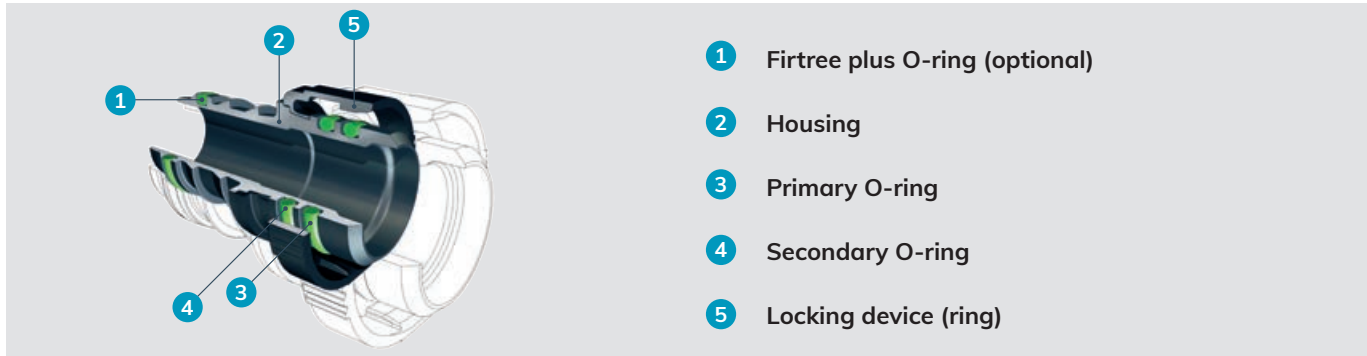 5
2
1
3
4
1 Firtree plus O-ring (optional)
2 Housing
3 Primary O-ring
4 Secondary O-ring
5 Locking device (ring)